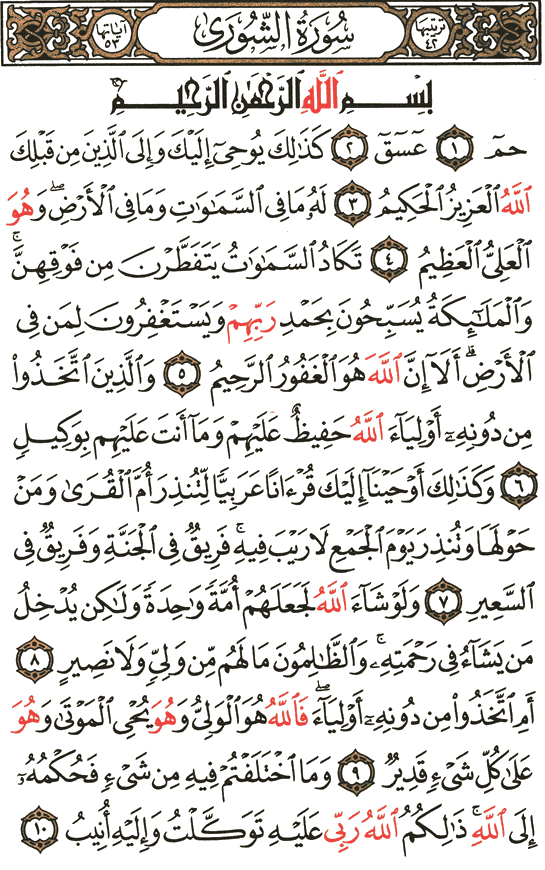 ترتيبها ٤٢ سُورَةُ الشُّورَىٰ آياتها ٥٣
بِسْمِ ٱللَّهِ ٱلرَّحْمَٰنِ ٱلرَّحِيمِ
حمٓ ١ عٓسٓقٓ ٢ كَذَٰلِكَ يُوحِىٓ إِلَيْكَ وَإِلَى ٱلَّذِينَ مِن قَبْلِكَ
ٱللَّهُ ٱلْعَزِيزُ ٱلْحَكِيمُ ٣ لَهُۥ مَا فِى ٱلسَّمَٰوَٰتِ وَمَا فِى ٱلْأَرْضِ ۖ وَهُوَ
ٱلْعَلِىُّ ٱلْعَظِيمُ ٤ تَكَادُ ٱلسَّمَٰوَٰتُ يَتَفَطَّرْنَ مِن فَوْقِهِنَّ ۚ
وَٱلْمَلَٰٓئِكَةُ يُسَبِّحُونَ بِحَمْدِ رَبِّهِمْ وَيَسْتَغْفِرُونَ لِمَن فِى
ٱلْأَرْضِ ۗ أَلَآ إِنَّ ٱللَّهَ هُوَ ٱلْغَفُورُ ٱلرَّحِيمُ ٥ وَٱلَّذِينَ ٱتَّخَذُوا۟
مِن دُونِهِۦٓ أَوْلِيَآءَ ٱللَّهُ حَفِيظٌ عَلَيْهِمْ وَمَآ أَنتَ عَلَيْهِم بِوَكِيلٍ
٦ وَكَذَٰلِكَ أَوْحَيْنَآ إِلَيْكَ قُرْءَانًا عَرَبِيًّا لِّتُنذِرَ أُمَّ ٱلْقُرَىٰ وَمَنْ
حَوْلَهَا وَتُنذِرَ يَوْمَ ٱلْجَمْعِ لَا رَيْبَ فِيهِ ۚ فَرِيقٌ فِى ٱلْجَنَّةِ وَفَرِيقٌ فِى
ٱلسَّعِيرِ ٧ وَلَوْ شَآءَ ٱللَّهُ لَجَعَلَهُمْ أُمَّةً وَٰحِدَةً وَلَٰكِن يُدْخِلُ
مَن يَشَآءُ فِى رَحْمَتِهِۦ ۚ وَٱلظَّٰلِمُونَ مَا لَهُم مِّن وَلِىٍّ وَلَا نَصِيرٍ ٨
أَمِ ٱتَّخَذُوا۟ مِن دُونِهِۦٓ أَوْلِيَآءَ ۖ فَٱللَّهُ هُوَ ٱلْوَلِىُّ وَهُوَ يُحْىِ ٱلْمَوْتَىٰ وَهُوَ
عَلَىٰ كُلِّ شَىْءٍ قَدِيرٌ ٩ وَمَا ٱخْتَلَفْتُمْ فِيهِ مِن شَىْءٍ فَحُكْمُهُۥٓ
إِلَى ٱللَّهِ ۚ ذَٰلِكُمُ ٱللَّهُ رَبِّى عَلَيْهِ تَوَكَّلْتُ وَإِلَيْهِ أُنِيبُ ١٠